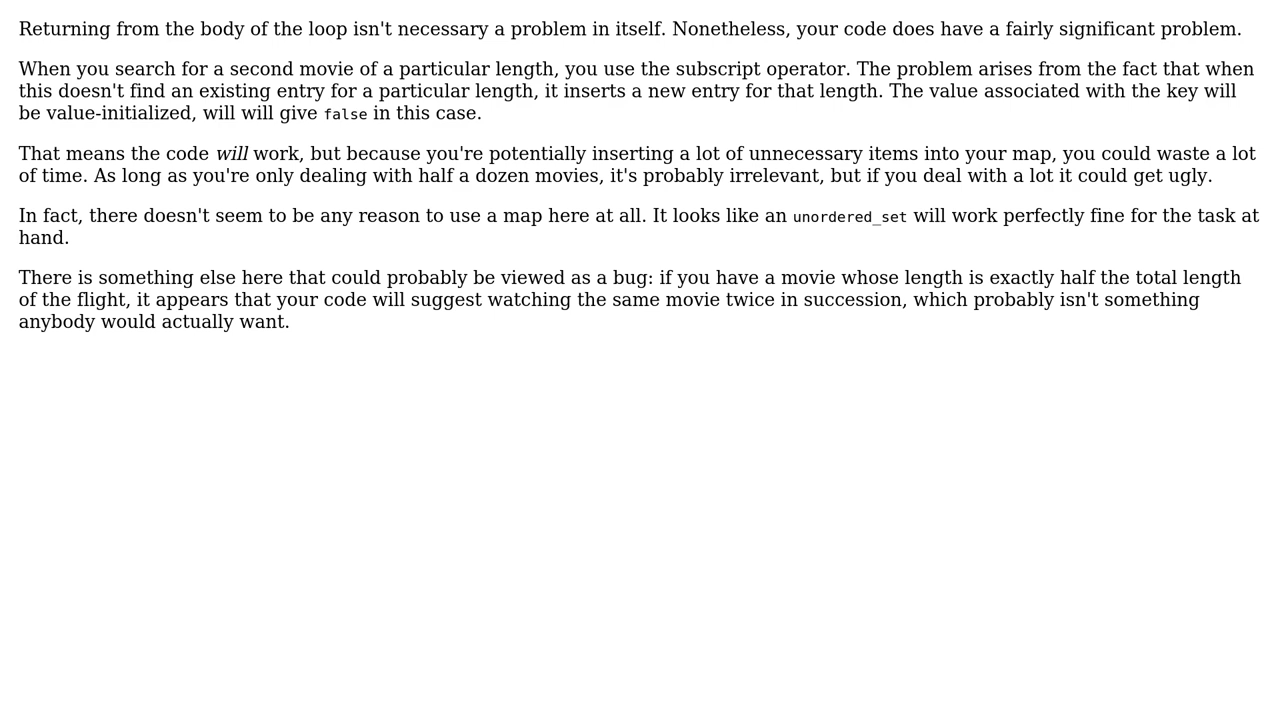 Returning from the body of the loop isn't necessary a problem in itself. Nonetheless, your code does have a fairly significant problem.
When you search for a second movie of a particular length, you use the subscript operator. The problem arises from the fact that when
this doesn't find an existing entry for a particular length, it inserts a new entry for that length. The value associated with the key will
be value-initialized, will will give false in this case.
That means the code will work, but because you're potentially inserting a lot of unnecessary items into your map, you could waste a lot
of time. As long as you're only dealing with half a dozen movies, it's probably irrelevant, but if you deal with a lot it could get ugly.
In fact, there doesn't seem to be any reason to use a map here at all. It looks like an unordered_set will work perfectly fine for the task at
hand.
There is something else here that could probably be viewed as a bug: if you have a movie whose length is exactly half the total length
of the flight, it appears that your code will suggest watching the same movie twice in succession, which probably isn't something
anybody would actually want.